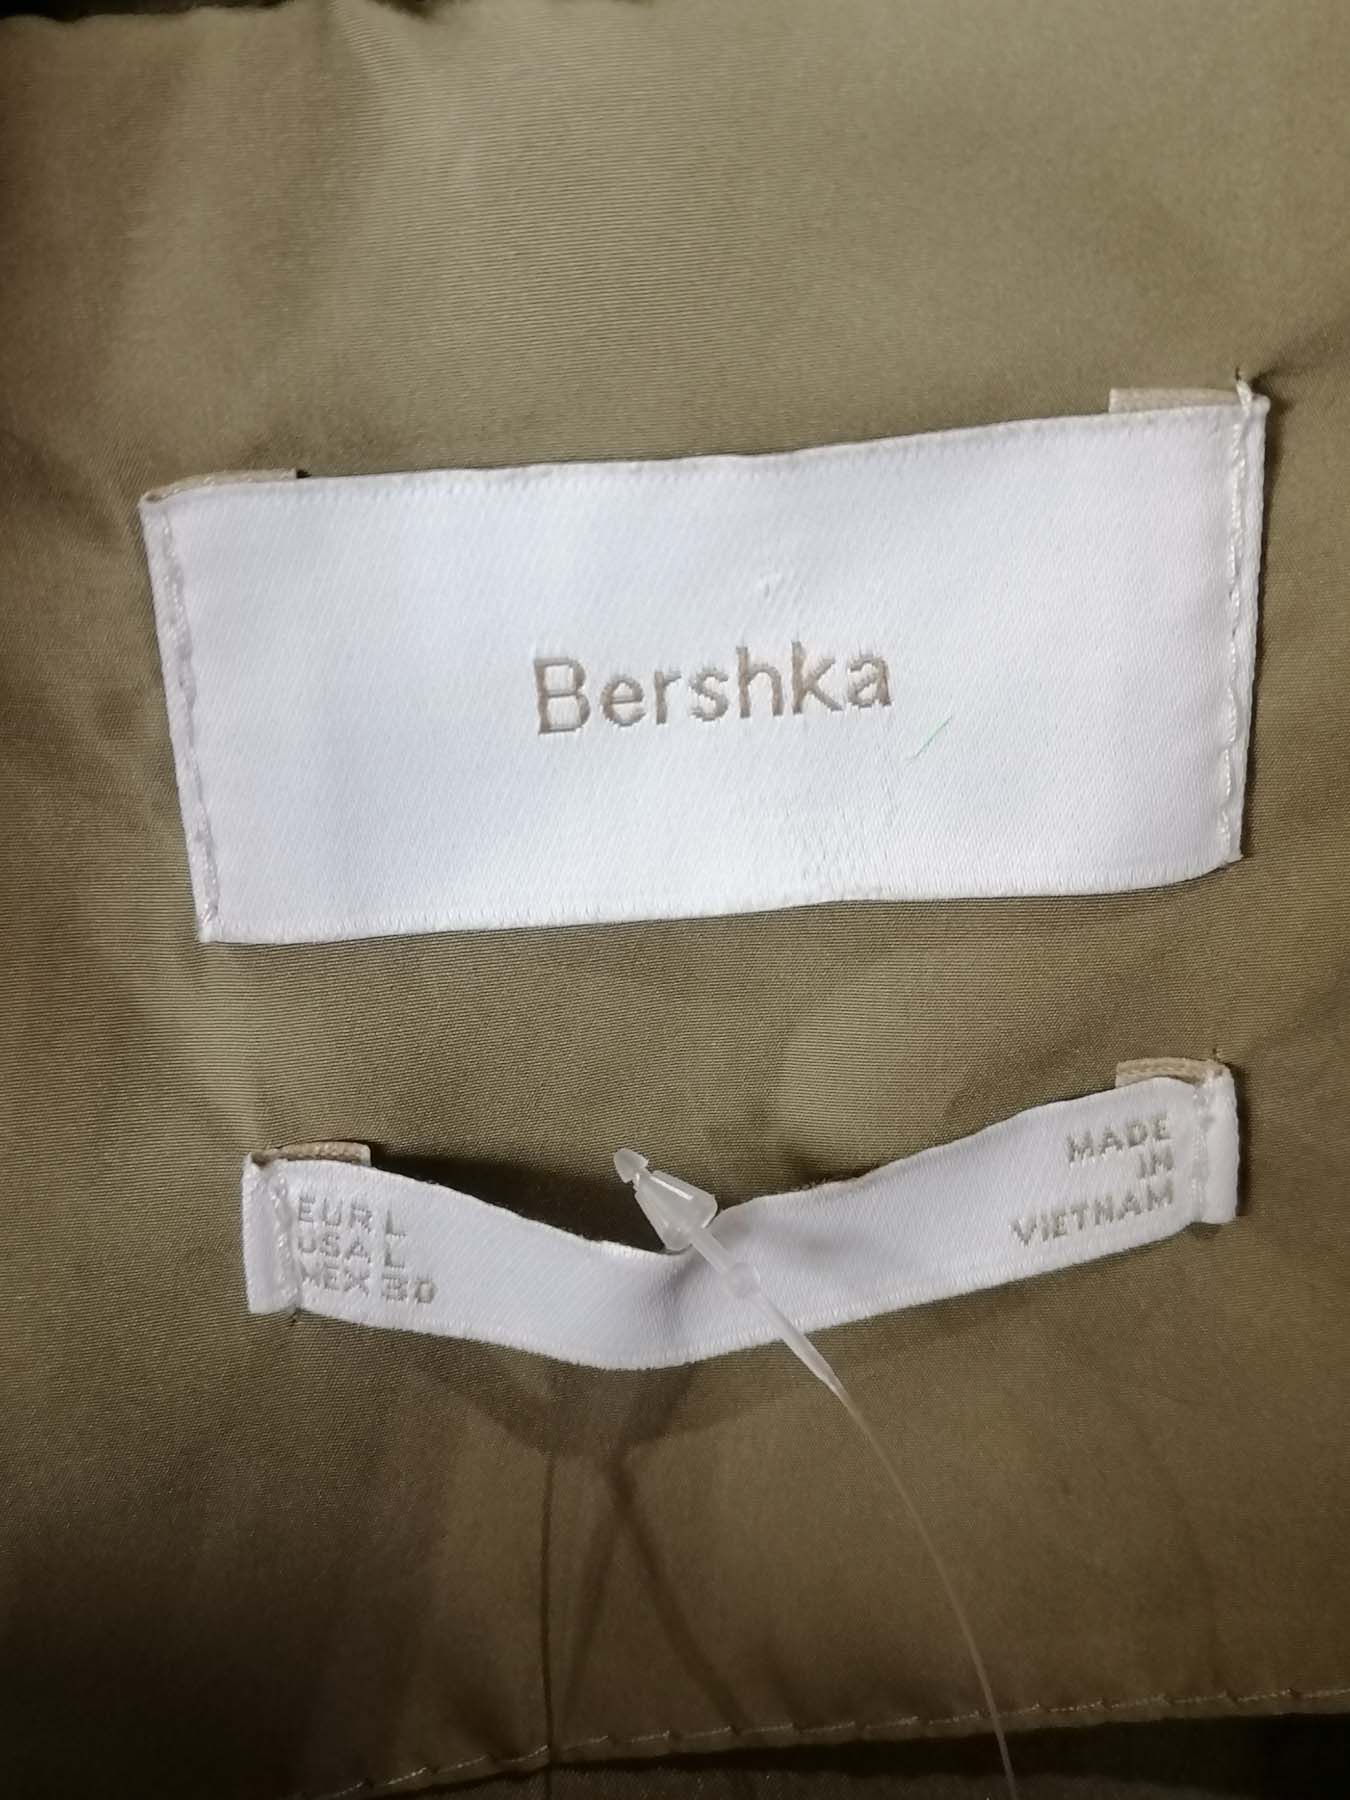 Bershka
EUR L
USA L
MEX 30
MADE
IN
VIETNAM